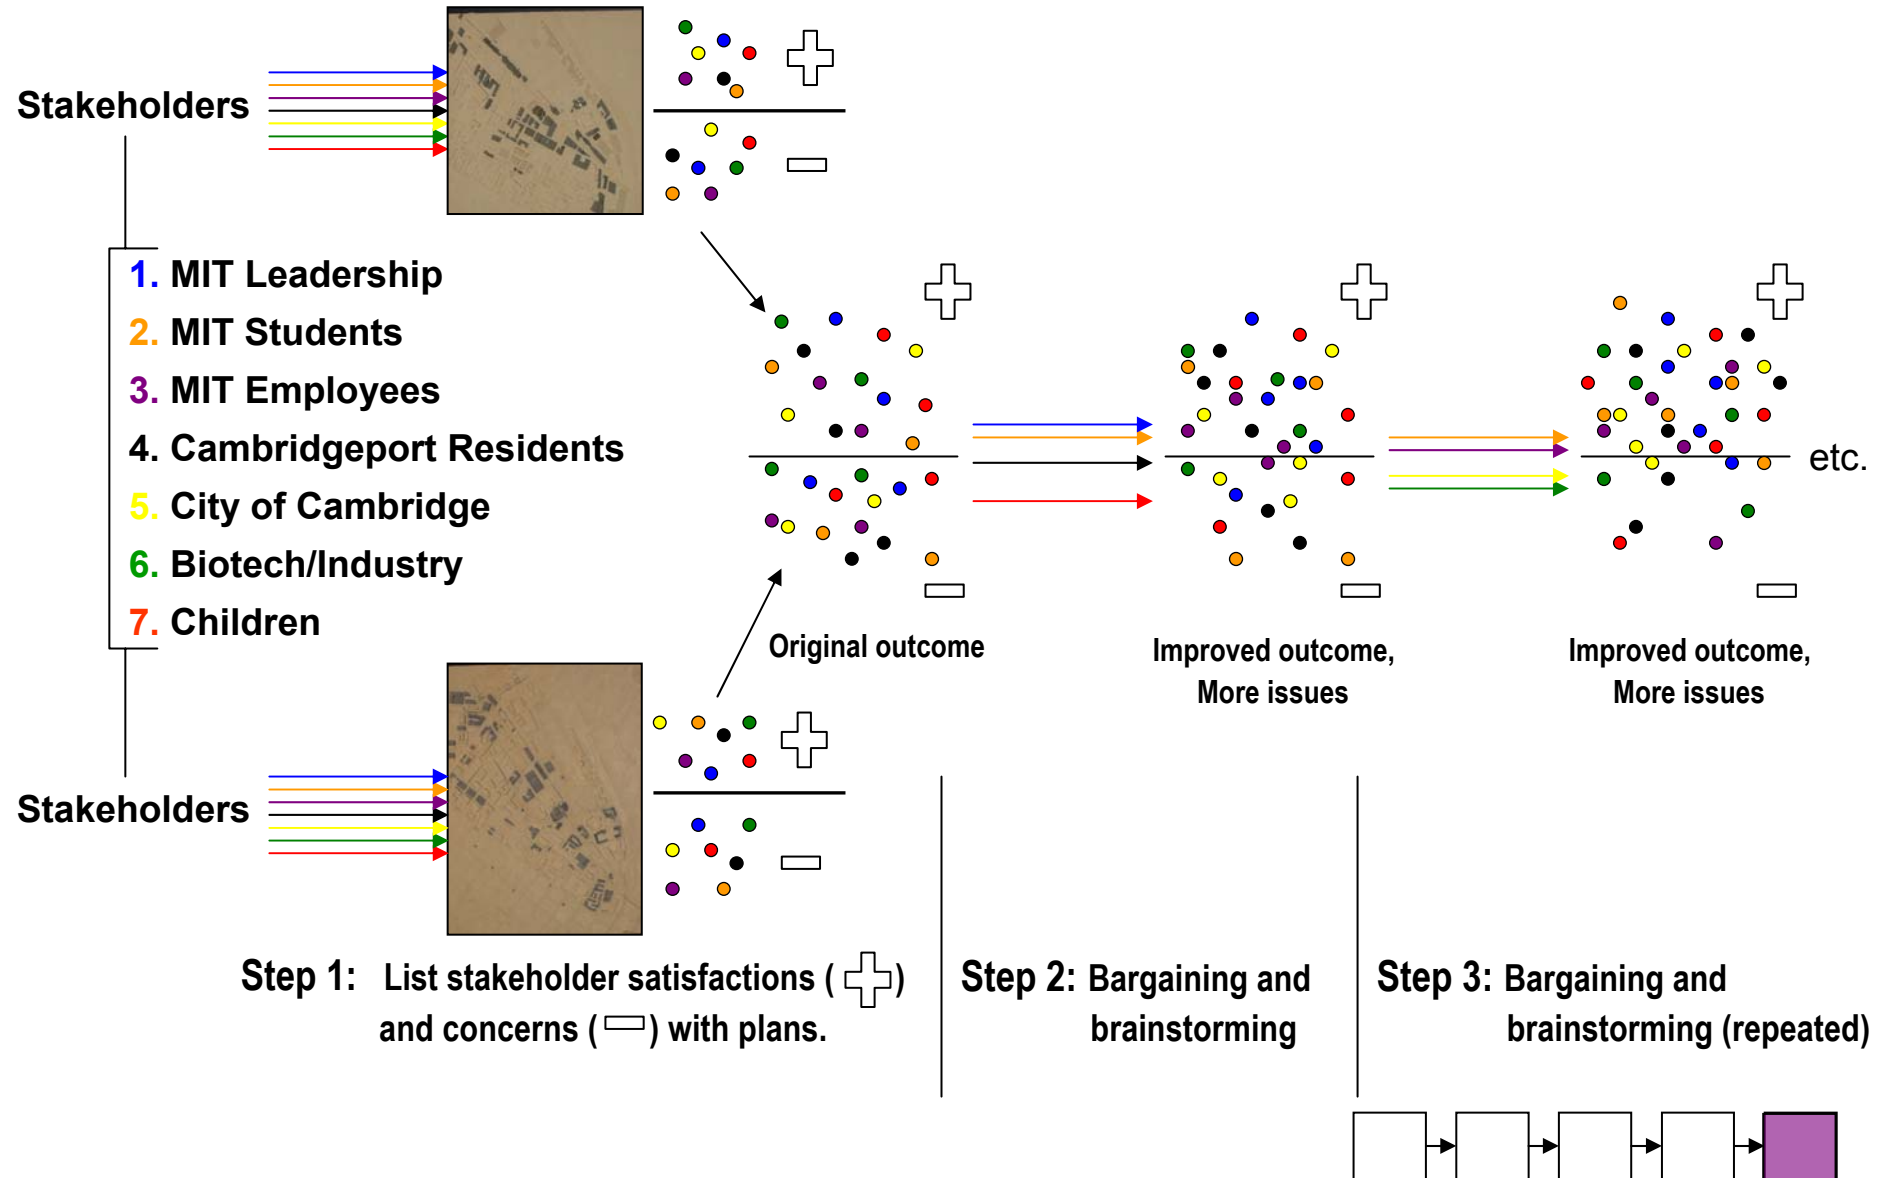 Stakeholders
1. MIT Leadership
2. MIT Students
3. MIT Employees
4. Cambridgeport Residents
5. City of Cambridge
6. Biotech/Industry
7. Children
Stakeholders
etc.
Original outcome
Improved outcome,
More issues
Improved outcome,
More issues
Step 1: List stakeholder satisfactions ( )
and concerns ( ) with plans.
Step 2: Bargaining and
brainstorming
Step 3: Bargaining and
brainstorming (repeated)